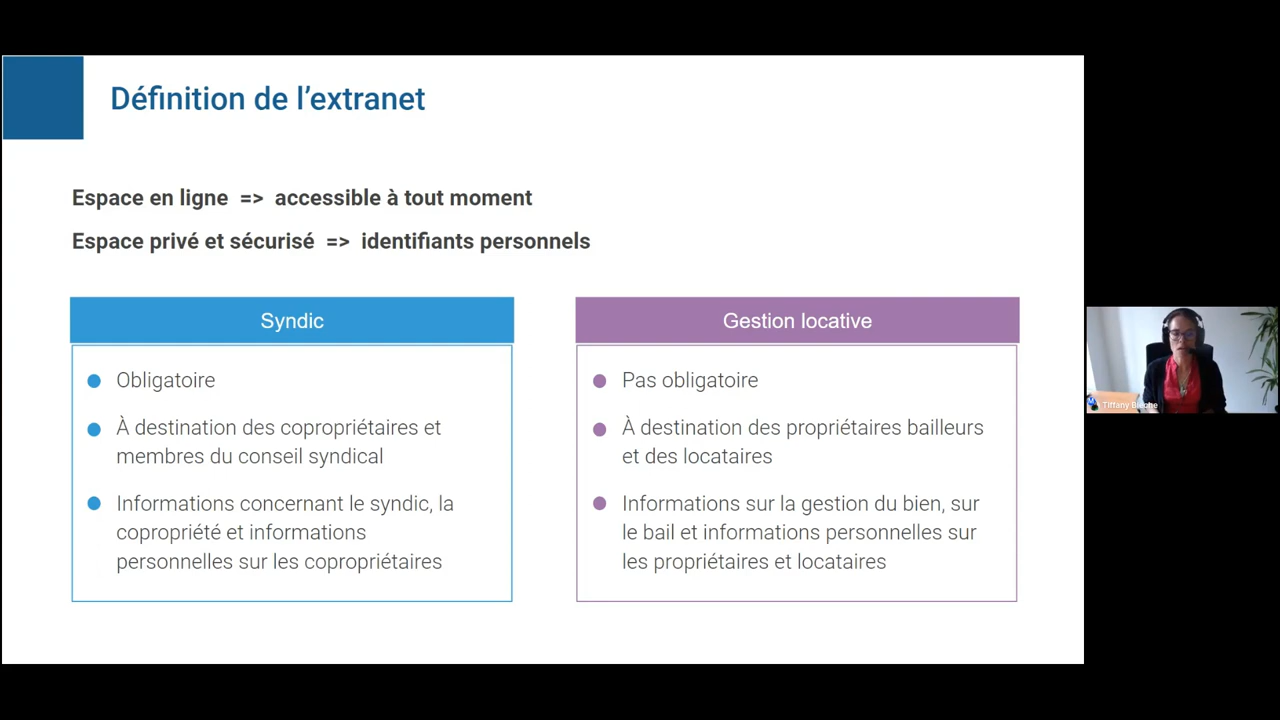 Définition de l’extranet
Espace en ligne => accessible à tout moment
Espace privé et sécurisé => identifiants personnels
Syndic
Obligatoire
À destination des copropriétaires et
membres du conseil syndical
Informations concernant le syndic, la
copropriété et informations
personnelles sur les copropriétaires
Gestion locative
Pas obligatoire
À destination des propriétaires bailleurs
et des locataires
Informations sur la gestion du bien, sur
le bail et informations personnelles sur
les propriétaires et locataires
Tiffany